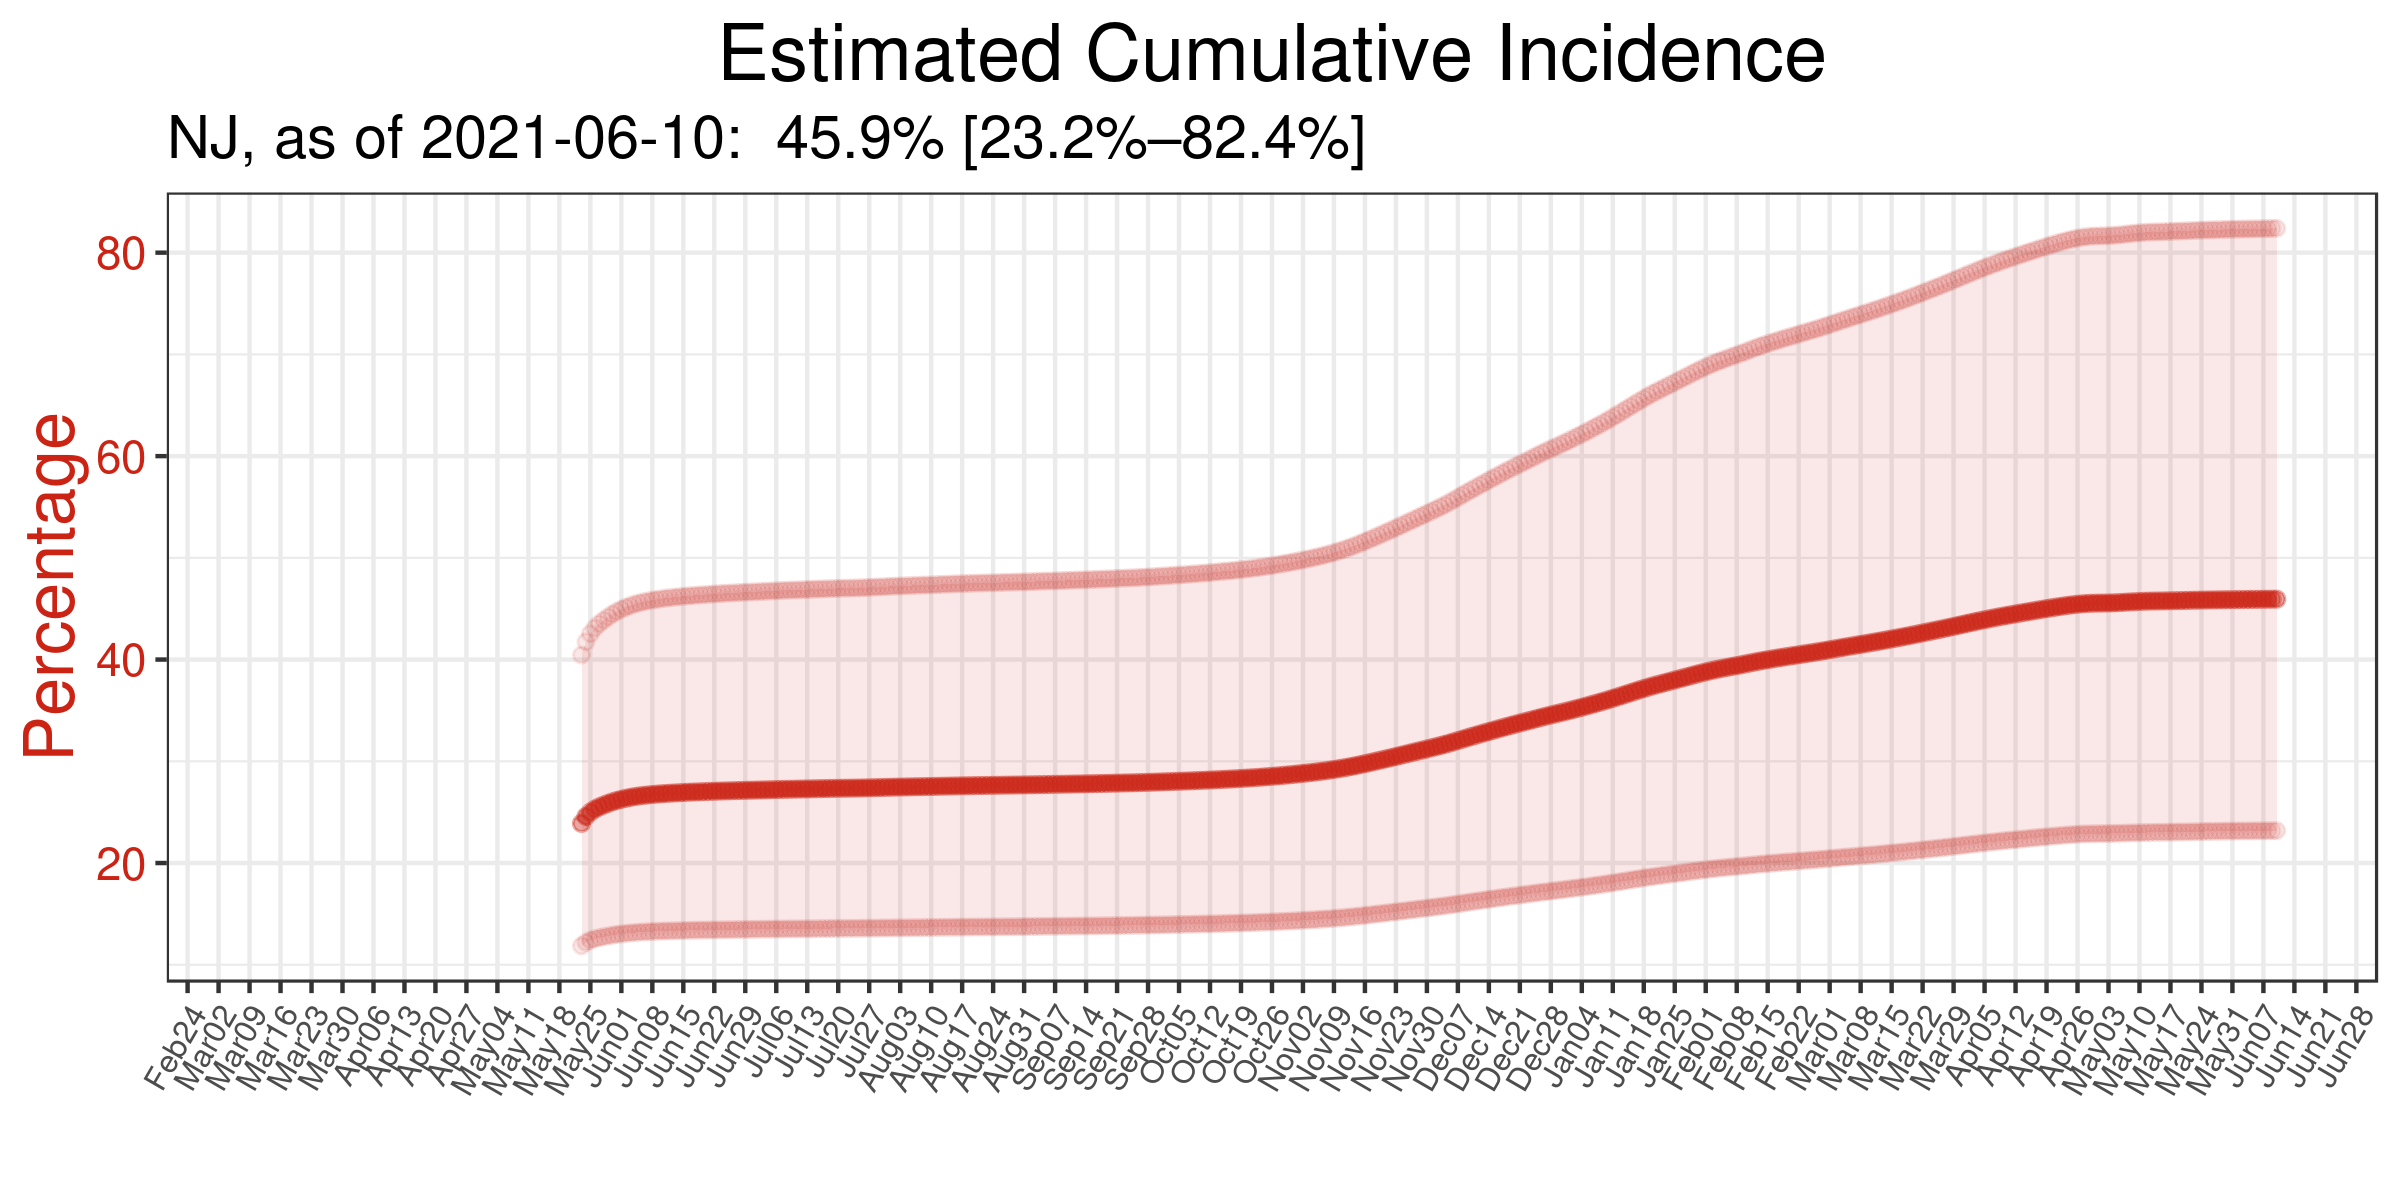 Estimated Cumulative Incidence
NJ, as of 2021-06-10:  45.9% [23.2%–82.4%]
Percentage
80
60
40
20
Feb24
Mar02
Mar09
Mar16
Mar23
Mar30
Apr06
Apr13
Apr20
Apr27
May04
May11
May18
May25
Jun01
Jun08
Jun15
Jun22
Jun29
Jul06
Jul13
Jul20
Jul27
Aug03
Aug10
Aug17
Aug24
Aug31
Sep07
Sep14
Sep21
Sep28
Oct05
Oct12
Oct19
Oct26
Nov02
Nov09
Nov16
Nov23
Nov30
Dec07
Dec14
Dec21
Dec28
Jan04
Jan11
Jan18
Jan25
Feb01
Feb08
Feb15
Feb22
Mar01
Mar08
Mar15
Mar22
Mar29
Apr05
Apr12
Apr19
Apr26
May03
May10
May17
May24
May31
Jun07
Jun14
Jun21
Jun28